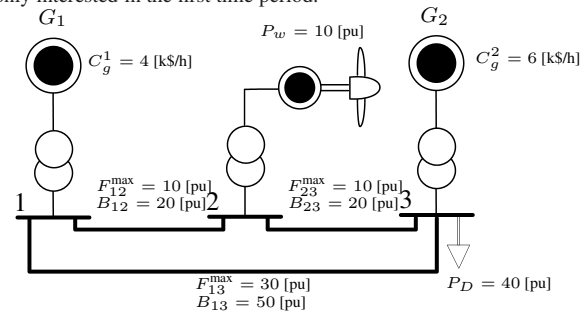 only interested in the first time period.
G₁
G₂
P_w = 10 [pu]
C_g^1 = 4 [k$/h]
C_g^2 = 6 [k$/h]
F_12^max = 10 [pu]
B_12 = 20 [pu]
F_23^max = 10 [pu]
B_23 = 20 [pu]
1
2
3
F_13^max = 30 [pu]
B_13 = 50 [pu]
P_D = 40 [pu]